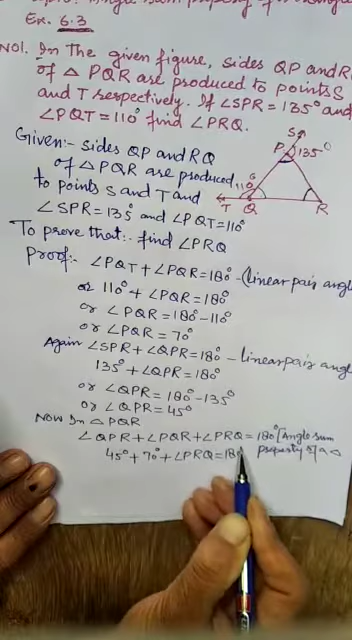 Ex. 6.3
NO1. In the given figure, sides QP and R
of △ PQR are produced to points S
and T respectively. If ∠SPR = 135° and
∠PQT = 110° find ∠PRQ.
Given:- Sides QP and RQ
of △PQR are produced
to points S and T and
∠SPR = 135° and ∠PQT = 110°
S
P
135°
110°
T Q R
To prove that:- find ∠PRQ
Proof:- ∠PQT + ∠PQR = 180° - (linear pair angle
or 110° + ∠PQR = 180°
or ∠PQR = 180° - 110°
or ∠PQR = 70°
Again ∠SPR + ∠QPR = 180° - linear pair ang
135° + ∠QPR = 180°
or ∠QPR = 180° - 135°
or ∠QPR = 45°
Now In △PQR
∠QPR + ∠PQR + ∠PRQ = 180° [Angle sum
property of a △
45° + 70° + ∠PRQ = 180